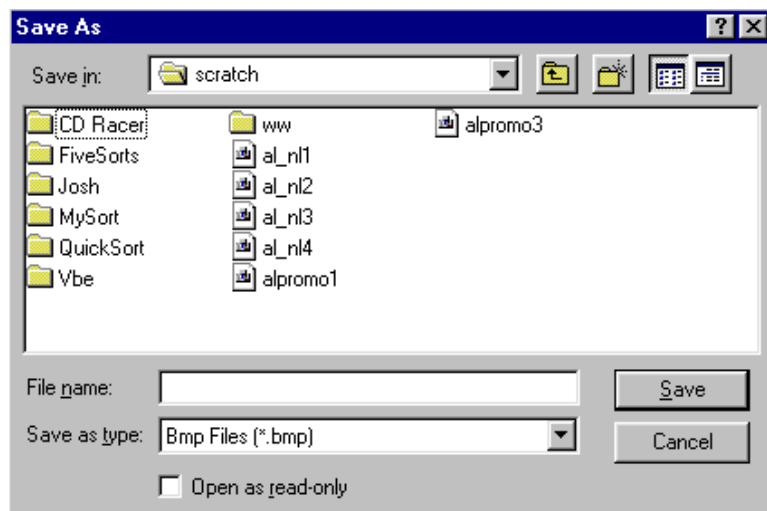 Save As
Save in: scratch
CD Racer ww alpromo3
FiveSorts al_nl1
Josh al_nl2
MySort al_nl3
QuickSort al_nl4
Vbe alpromo1
File name: Save
Save as type: Bmp Files (*.bmp) Cancel
Open as read-only